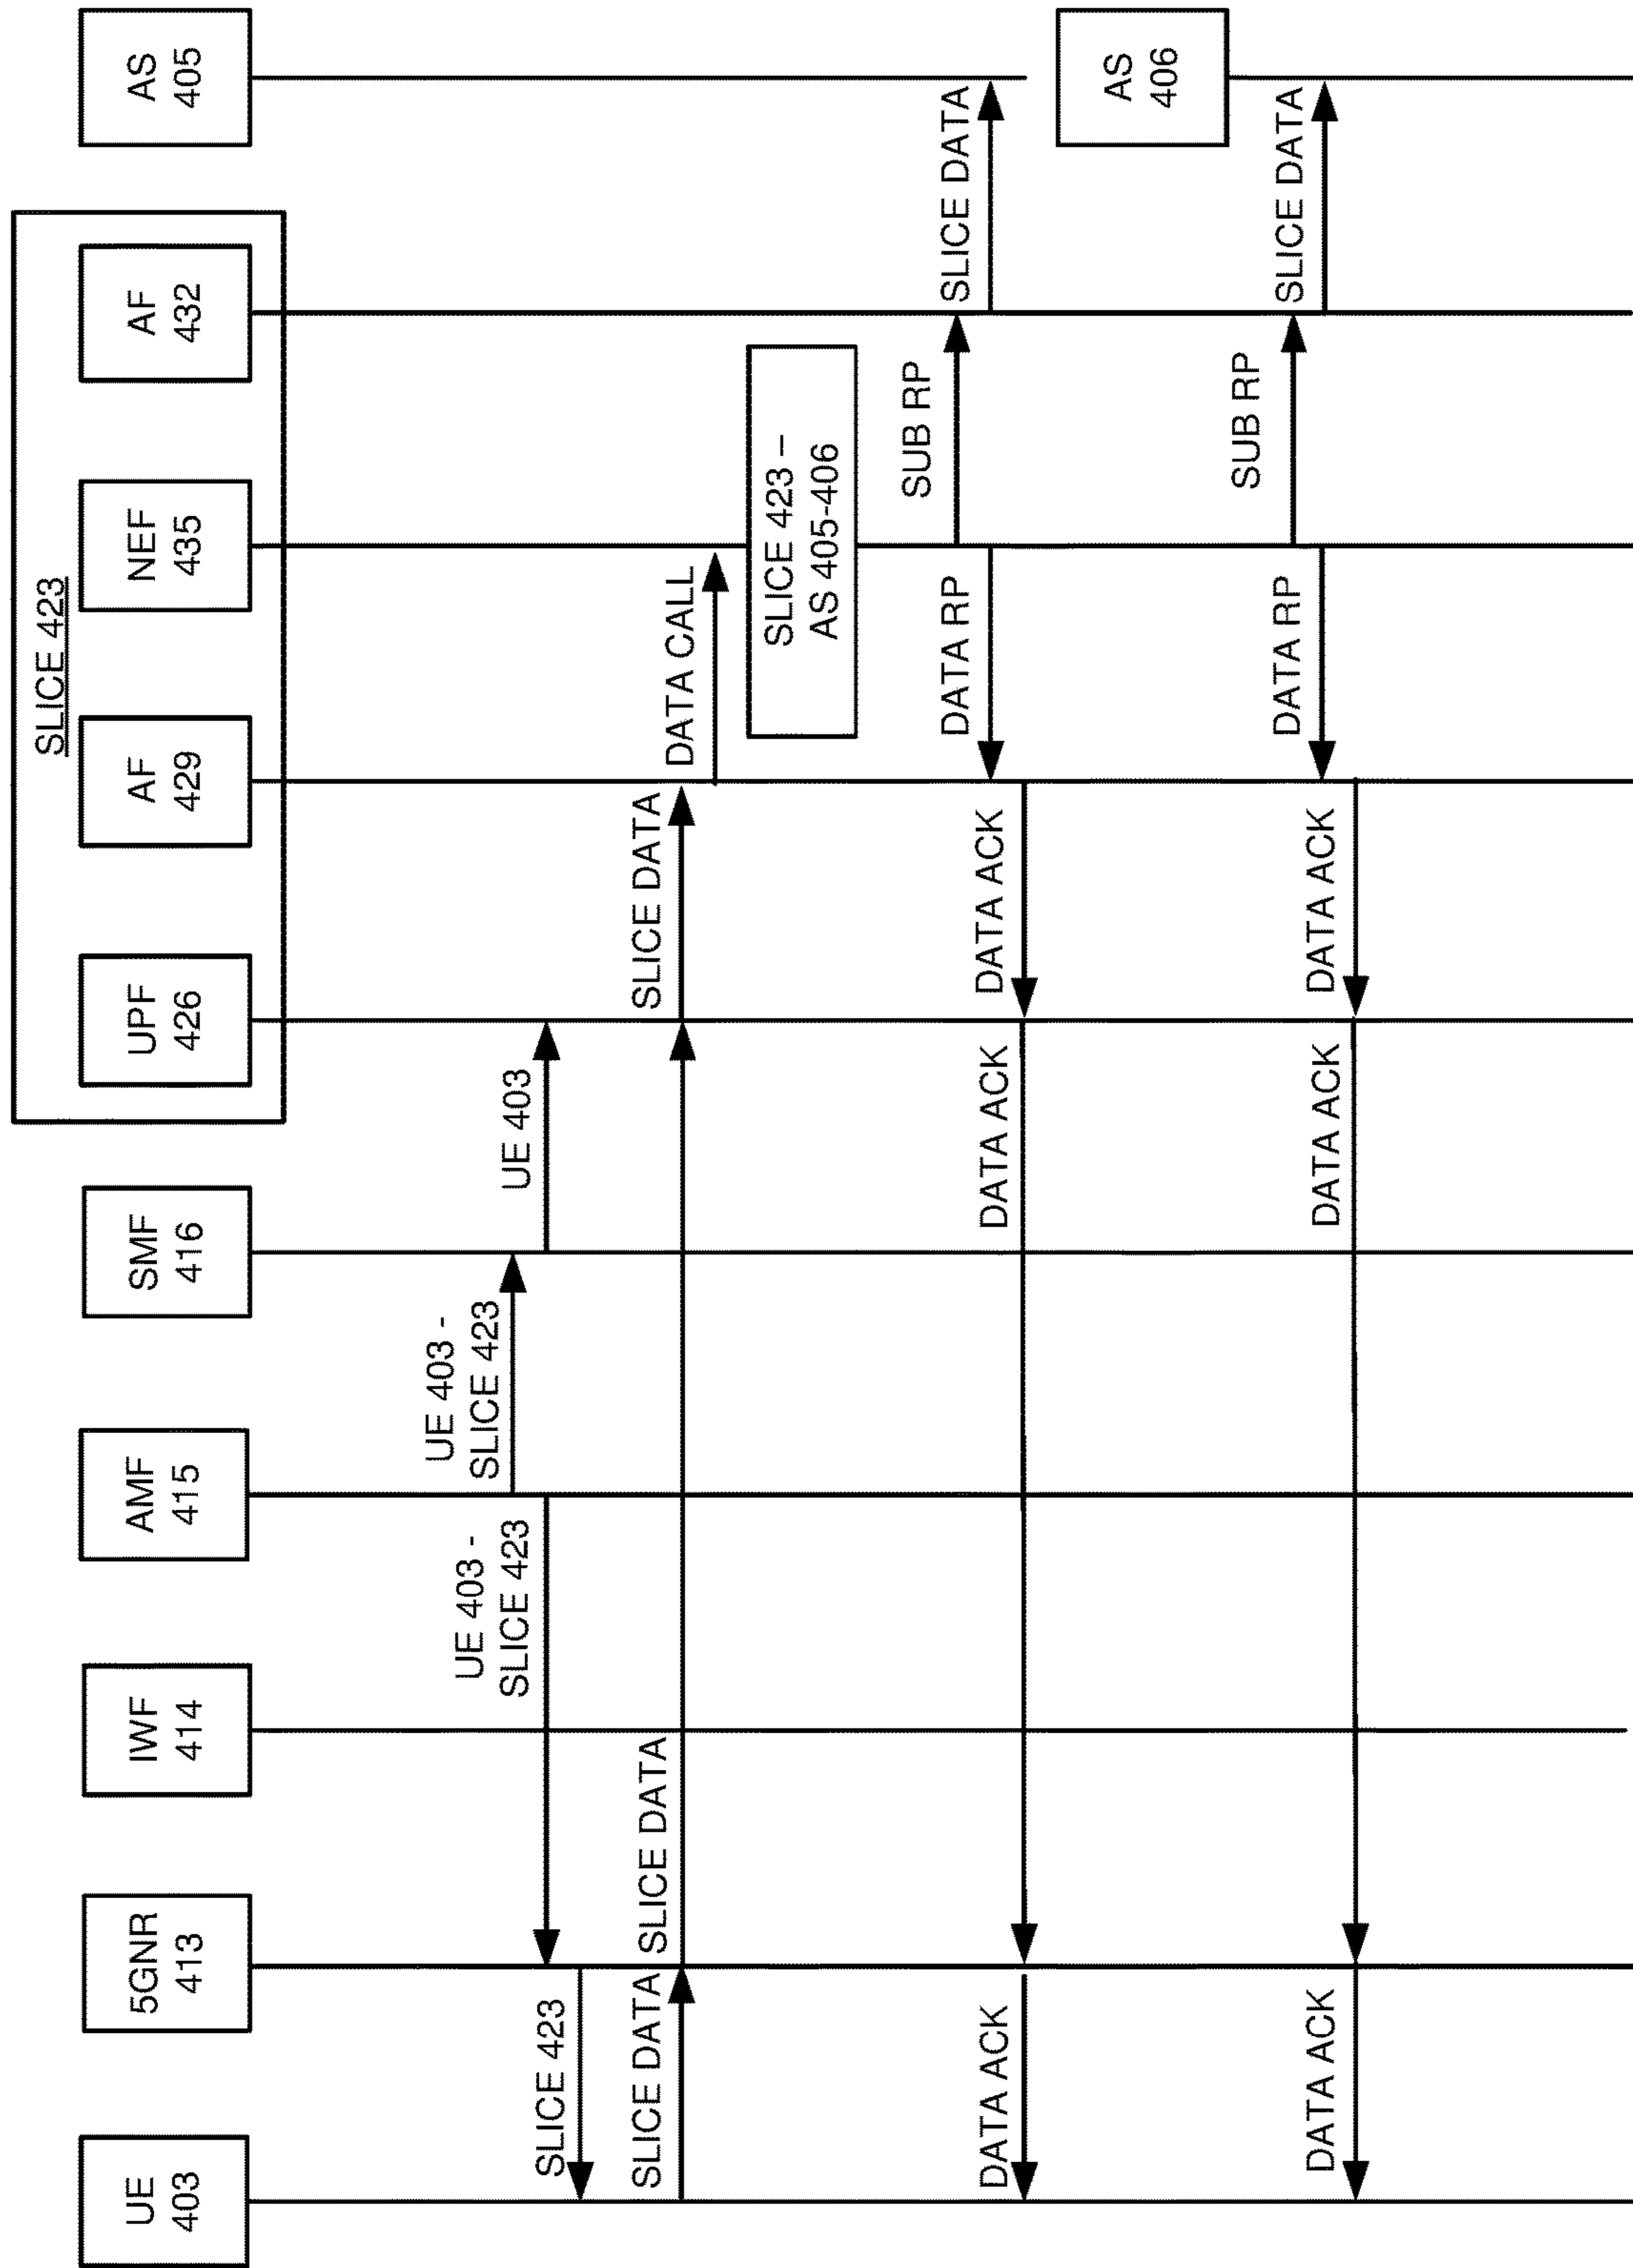 SLICE 423
UE
403
5GNR
413
IWF
414
AMF
415
SMF
416
UPF
426
AF
429
NEF
435
AF
432
AS
405
UE 403 -
SLICE 423
UE 403 -
SLICE 423
UE 403
SLICE 423
SLICE DATA
SLICE DATA
SLICE DATA
DATA CALL
SLICE 423 –
AS 405-406
SUB RP
DATA RP
SLICE DATA
DATA ACK
DATA ACK
DATA ACK
AS
406
SUB RP
DATA RP
SLICE DATA
DATA ACK
DATA ACK
DATA ACK